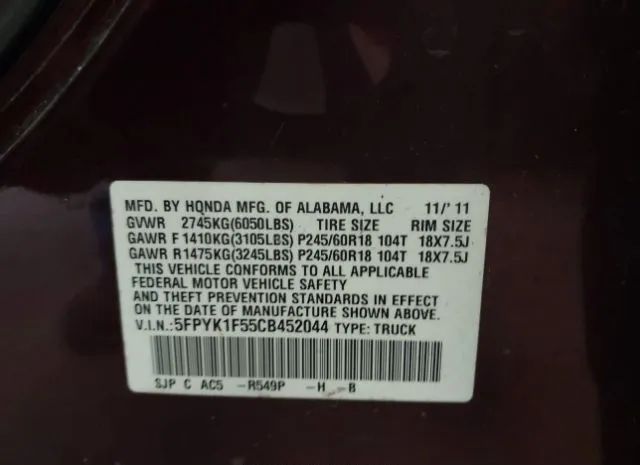 MFD. BY HONDA MFG. OF ALABAMA, LLC 11/'11
GVWR 2745KG(6050LBS) TIRE SIZE RIM SIZE
GAWR F 1410KG(3105LBS) P245/60R18 104T 18X7.5J
GAWR R 1475KG(3245LBS) P245/60R18 104T 18X7.5J
THIS VEHICLE CONFORMS TO ALL APPLICABLE
FEDERAL MOTOR VEHICLE SAFETY
AND THEFT PREVENTION STANDARDS IN EFFECT
ON THE DATE OF MANUFACTURE SHOWN ABOVE.
V.I.N.:5FPYK1F55CB452044 TYPE: TRUCK
SJP C AC5 -R549P -H -B